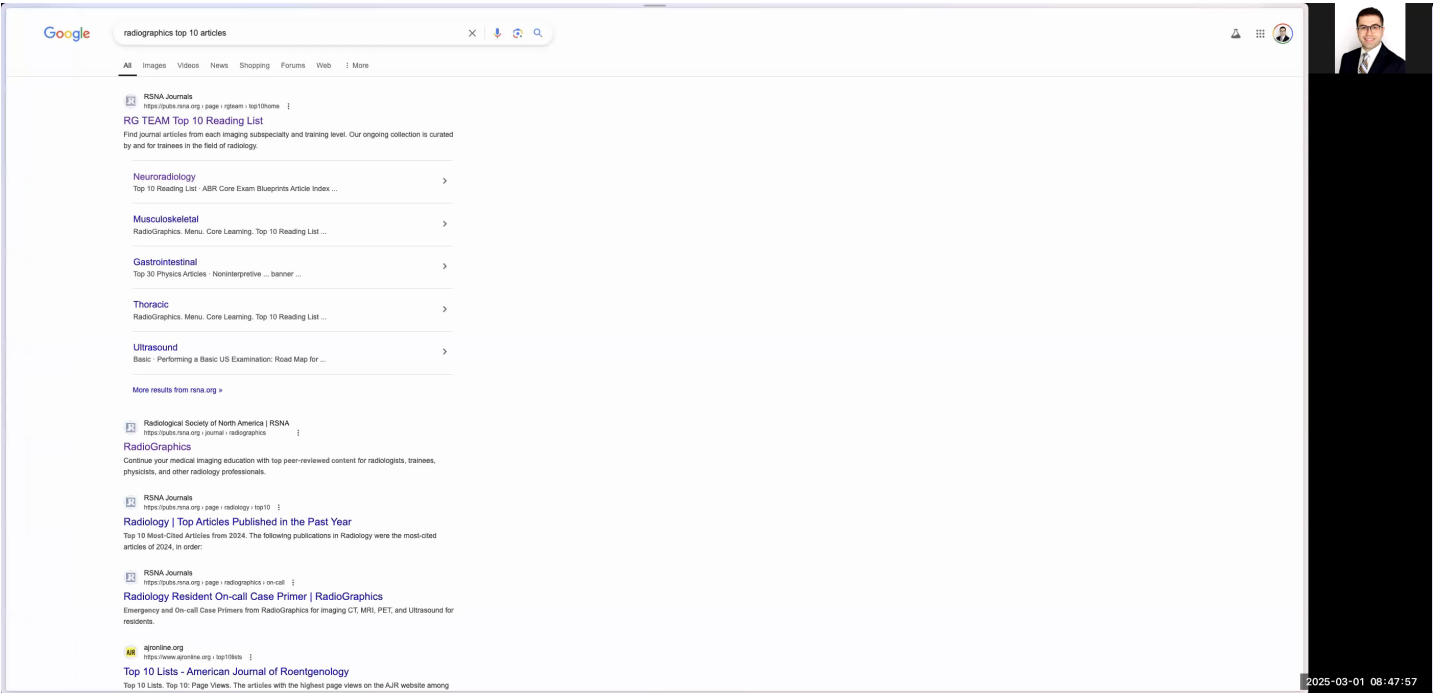 Google
radiographics top 10 articles
All Images Videos News Shopping Forums Web More
RSNA Journals
https://pubs.rsna.org › page › rgteam › top10home
RG TEAM Top 10 Reading List
Find journal articles from each imaging subspecialty and training level. Our ongoing collection is curated
by and for trainees in the field of radiology.
Neuroradiology
Top 10 Reading List · ABR Core Exam Blueprints Article Index ...
Musculoskeletal
RadioGraphics. Menu. Core Learning. Top 10 Reading List ...
Gastrointestinal
Top 30 Physics Articles · Noninterpretive ... banner ...
Thoracic
RadioGraphics. Menu. Core Learning. Top 10 Reading List ...
Ultrasound
Basic · Performing a Basic US Examination: Road Map for ...
More results from rsna.org »
Radiological Society of North America | RSNA
https://pubs.rsna.org › journal › radiographics
RadioGraphics
Continue your medical imaging education with top peer-reviewed content for radiologists, trainees,
physicists, and other radiology professionals.
RSNA Journals
https://pubs.rsna.org › page › radiology › top10
Radiology | Top Articles Published in the Past Year
Top 10 Most-Cited Articles from 2024. The following publications in Radiology were the most-cited
articles of 2024, in order:
RSNA Journals
https://pubs.rsna.org › page › radiographics › on-call
Radiology Resident On-call Case Primer | RadioGraphics
Emergency and On-call Case Primers from RadioGraphics for imaging CT, MRI, PET, and Ultrasound for
residents.
AJR
ajronline.org
https://www.ajronline.org › top10lists
Top 10 Lists - American Journal of Roentgenology
Top 10 Lists. Top 10: Page Views. The articles with the highest page views on the AJR website among
2025-03-01 08:47:57